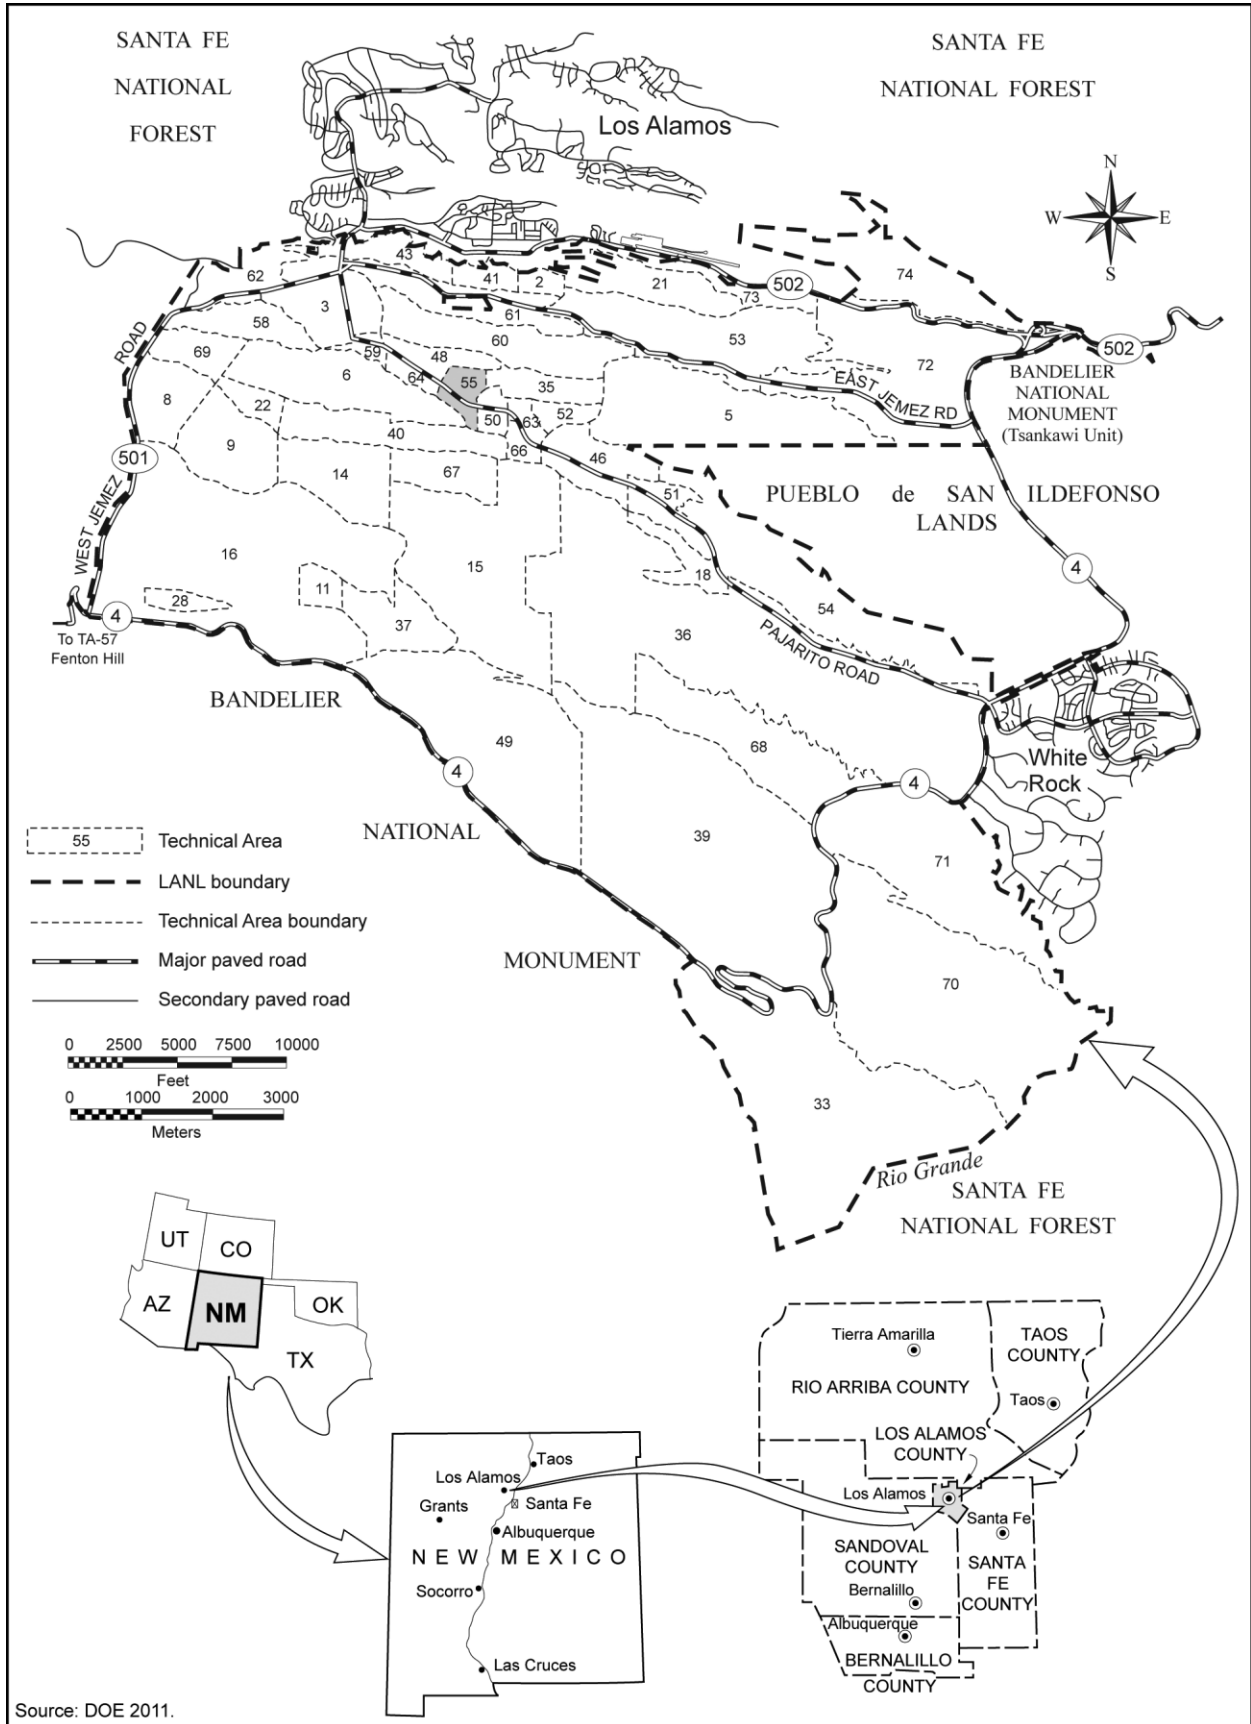 SANTA FE
NATIONAL
FOREST
SANTA FE
NATIONAL FOREST
Los Alamos
N
W
E
S
74
43
62
41
2
21
73
502
3
61
58
60
53
502
59
48
69
6
64
55
35
72
BANDELIER
NATIONAL
MONUMENT
(Tsankawi Unit)
EAST JEMEZ RD
8
22
50
63
52
5
9
40
66
46
501
14
67
51
PUEBLO de SAN ILDEFONSO
LANDS
WEST JEMEZ ROAD
16
15
18
4
11
28
54
4
37
36
PAJARITO ROAD
To TA-57
Fenton Hill
BANDELIER
49
68
White
Rock
4
4
NATIONAL
39
71
55
Technical Area
LANL boundary
Technical Area boundary
Major paved road
Secondary paved road
MONUMENT
70
0 2500 5000 7500 10000
Feet
0 1000 2000 3000
Meters
33
Rio Grande
SANTA FE
NATIONAL FOREST
UT
CO
AZ
NM
OK
TX
Tierra Amarilla
TAOS
COUNTY
RIO ARRIBA COUNTY
Taos
LOS ALAMOS
COUNTY
Los Alamos
Santa Fe
SANDOVAL
COUNTY
SANTA
FE
COUNTY
Bernalillo
Albuquerque
BERNALILLO
COUNTY
Taos
Los Alamos
Santa Fe
Grants
Albuquerque
NEW MEXICO
Socorro
Las Cruces
Source: DOE 2011.